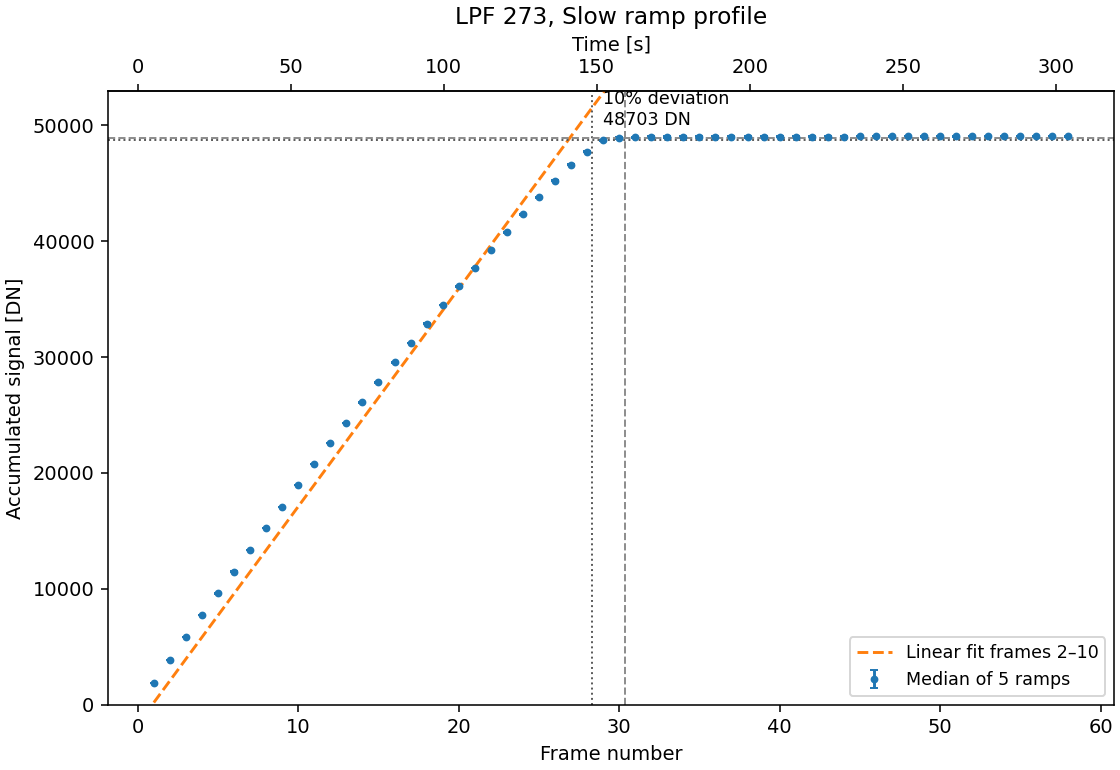 LPF 273, Slow ramp profile
Time [s]
0 50 100 150 200 250 300
10% deviation
48703 DN
50000
40000
30000
20000
10000
0
Accumulated signal [DN]
Linear fit frames 2–10
Median of 5 ramps
0 10 20 30 40 50 60
Frame number